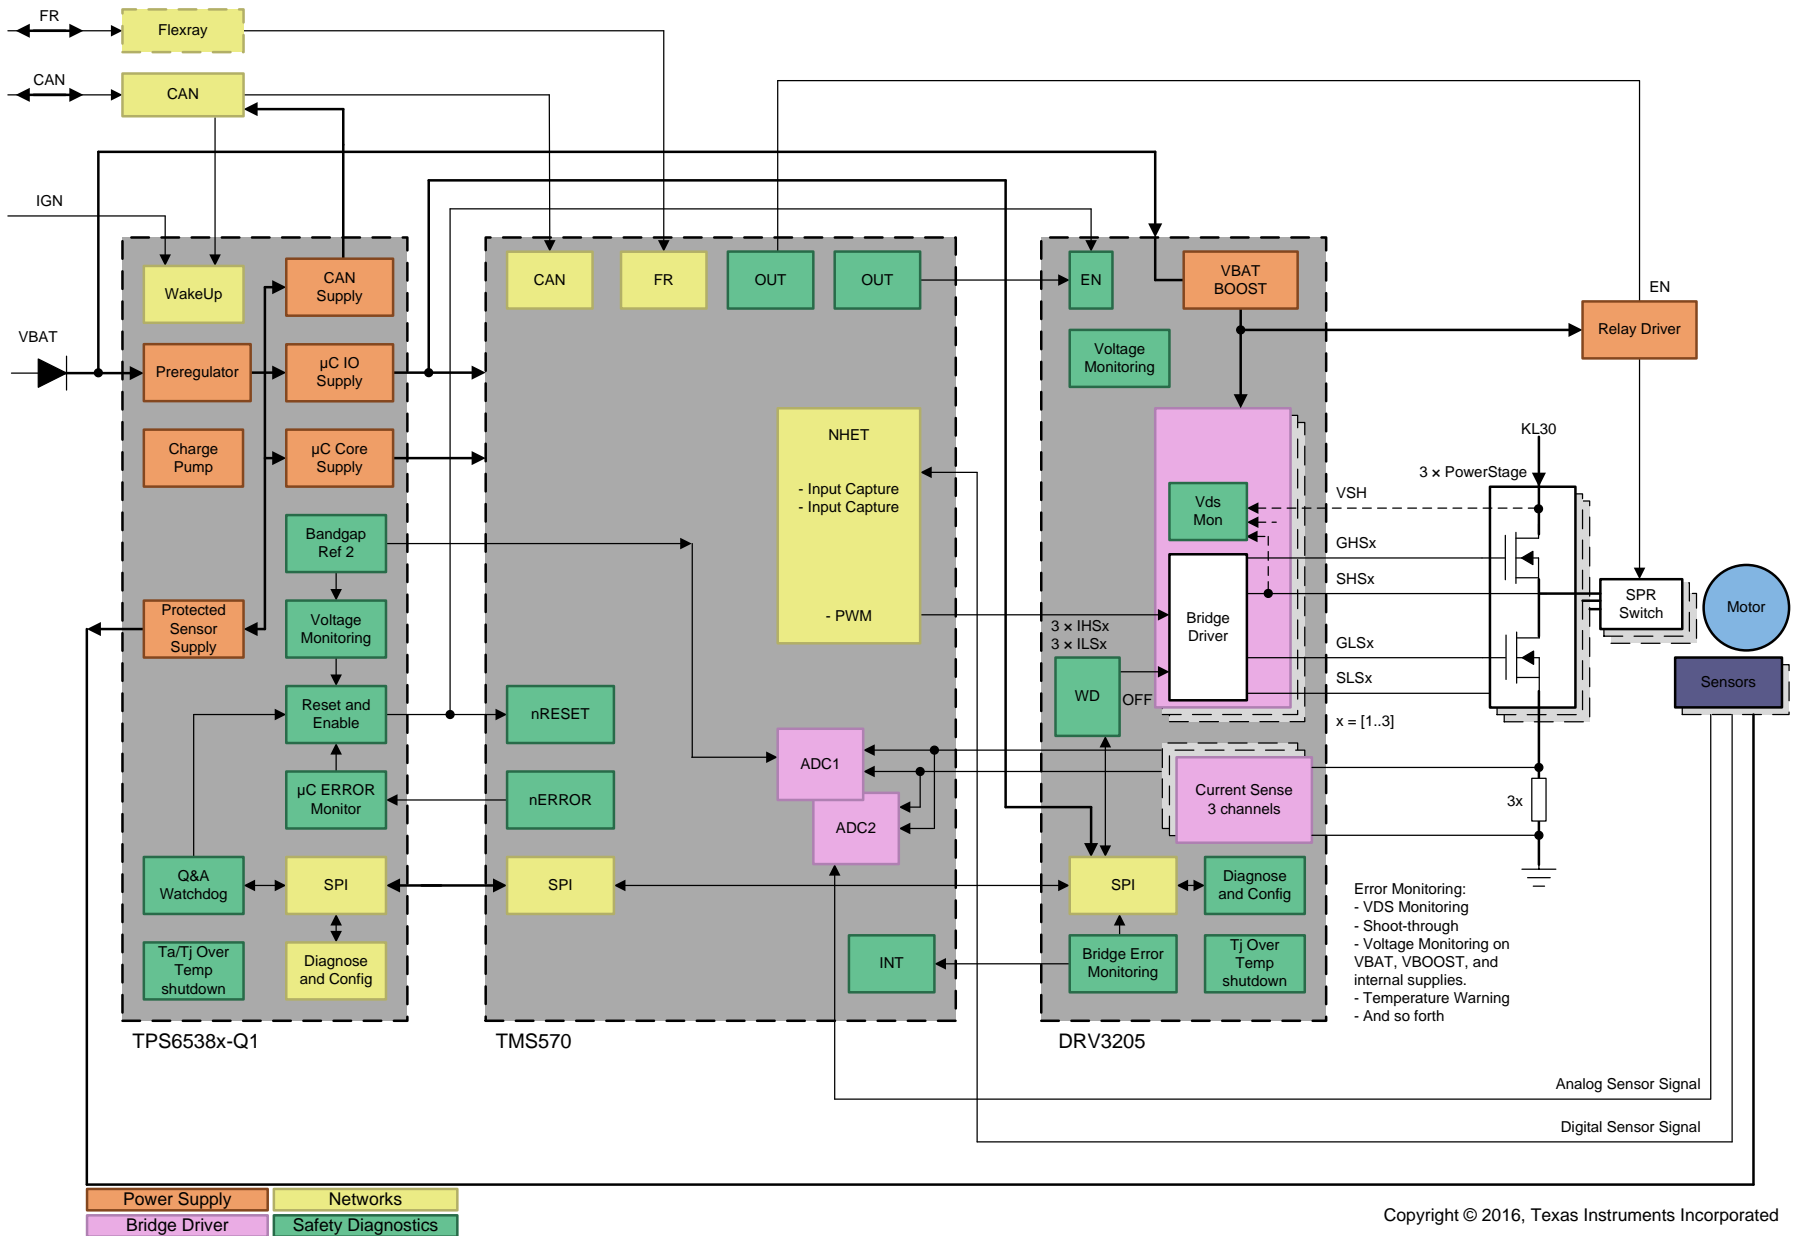 FR
Flexray
CAN
CAN
IGN
VBAT
WakeUp
CAN
Supply
Preregulator
µC IO
Supply
Charge
Pump
µC Core
Supply
Bandgap
Ref 2
Protected
Sensor
Supply
Voltage
Monitoring
Reset and
Enable
µC ERROR
Monitor
Q&A
Watchdog
SPI
Ta/Tj Over
Temp
shutdown
Diagnose
and Config
TPS6538x-Q1
CAN
FR
OUT
OUT
NHET
- Input Capture
- Input Capture
- PWM
nRESET
nERROR
ADC1
ADC2
SPI
INT
TMS570
EN
VBAT
BOOST
Voltage
Monitoring
Vds
Mon
Bridge
Driver
3 × IHSx
3 × ILSx
WD
OFF
Current Sense
3 channels
SPI
Diagnose
and Config
Bridge Error
Monitoring
Tj Over
Temp
shutdown
DRV3205
EN
Relay Driver
KL30
3 × PowerStage
VSH
GHSx
SHSx
GLSx
SLSx
x = [1..3]
SPR
Switch
Motor
Sensors
3x
Error Monitoring:
- VDS Monitoring
- Shoot-through
- Voltage Monitoring on
VBAT, VBOOST, and
internal supplies.
- Temperature Warning
- And so forth
Analog Sensor Signal
Digital Sensor Signal
Power Supply
Networks
Bridge Driver
Safety Diagnostics
Copyright © 2016, Texas Instruments Incorporated